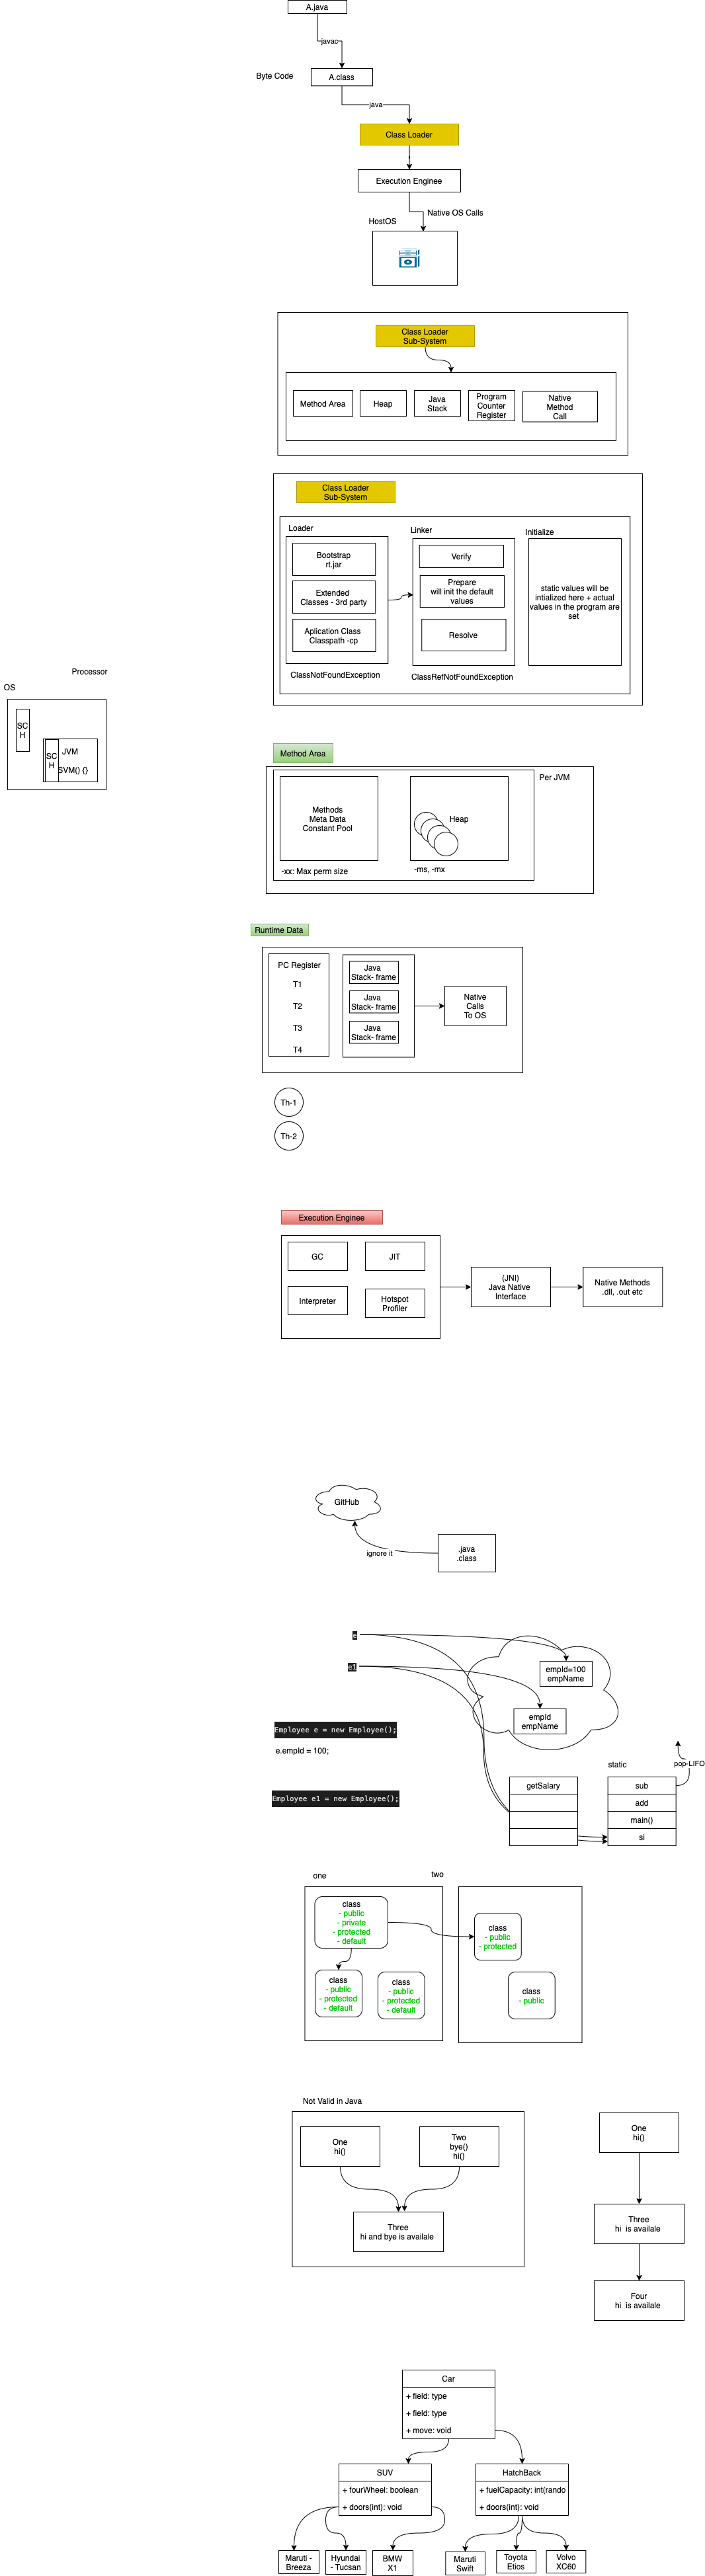 A.java
javac
Byte Code
A.class
java
Class Loader
Execution Enginee
Native OS Calls
HostOS
Class Loader
Sub-System
Method Area
Heap
Java
Stack
Program
Counter
Register
Native
Method
Call
Class Loader
Sub-System
Loader
Linker
Initialize
Bootstrap
rt.jar
Extended
Classes - 3rd party
Aplication Class
Classpath -cp
ClassNotFoundException
Verify
Prepare
will init the default
values
Resolve
ClassRefNotFoundException
static values will be
intialized here + actual
values in the program are
set
Processor
OS
SC
H
SC
H
JVM
SVM() {}
Method Area
Per JVM
Methods
Meta Data
Constant Pool
Heap
-xx: Max perm size
-ms, -mx
Runtime Data
PC Register
T1
T2
T3
T4
Java
Stack- frame
Java
Stack- frame
Java
Stack- frame
Native
Calls
To OS
Th-1
Th-2
Execution Enginee
GC
JIT
Interpreter
Hotspot
Profiler
(JNI)
Java Native
Interface
Native Methods
.dll, .out etc
GitHub
ignore it
.java
.class
e
e1
empId=100
empName
empId
empName
Employee e = new Employee();
e.empId = 100;
Employee e1 = new Employee();
static
pop-LIFO
getSalary
sub
add
main()
si
one
two
class
- public
- private
- protected
- default
class
- public
- protected
- default
class
- public
- protected
- default
class
- public
- protected
class
- public
Not Valid in Java
One
hi()
Two
bye()
hi()
Three
hi and bye is availale
One
hi()
Three
hi is availale
Four
hi is availale
Car
+ field: type
+ field: type
+ move: void
SUV
+ fourWheel: boolean
+ doors(int): void
HatchBack
+ fuelCapacity: int(rando
+ doors(int): void
Maruti -
Breeza
Hyundai
- Tucsan
BMW
X1
Maruti
Swift
Toyota
Etios
Volvo
XC60